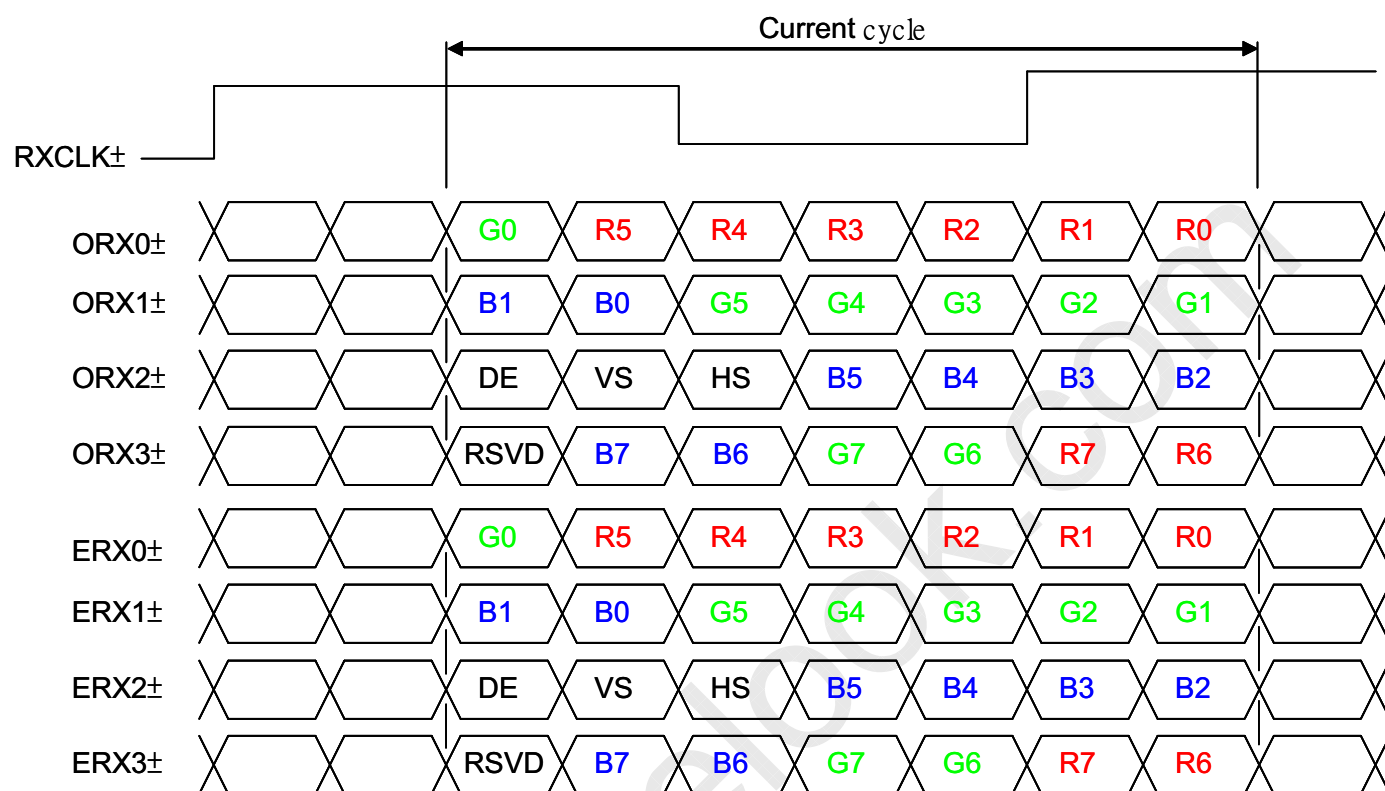 Current cycle
RXCLK±
ORX0± G0 R5 R4 R3 R2 R1 R0
ORX1± B1 B0 G5 G4 G3 G2 G1
ORX2± DE VS HS B5 B4 B3 B2
ORX3± RSVD B7 B6 G7 G6 R7 R6
ERX0± G0 R5 R4 R3 R2 R1 R0
ERX1± B1 B0 G5 G4 G3 G2 G1
ERX2± DE VS HS B5 B4 B3 B2
ERX3± RSVD B7 B6 G7 G6 R7 R6
elook.com